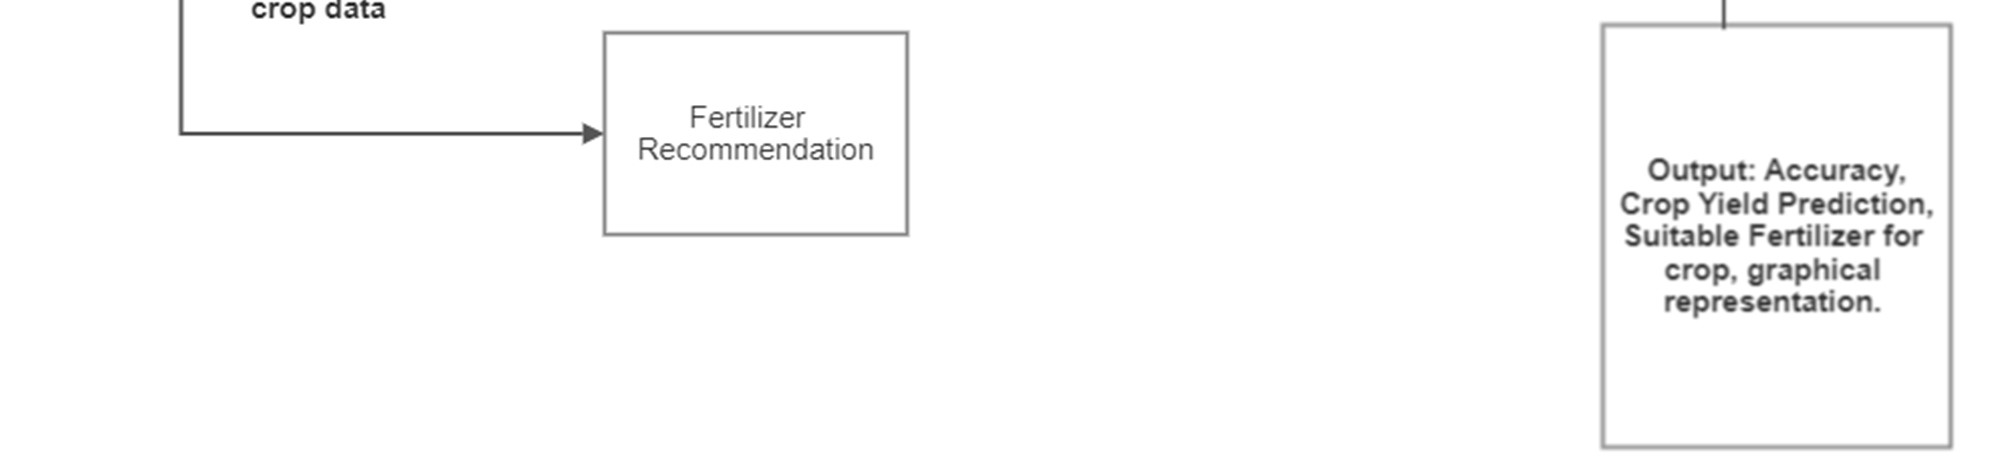 crop data
Fertilizer
Recommendation
Output: Accuracy,
Crop Yield Prediction,
Suitable Fertilizer for
crop, graphical
representation.